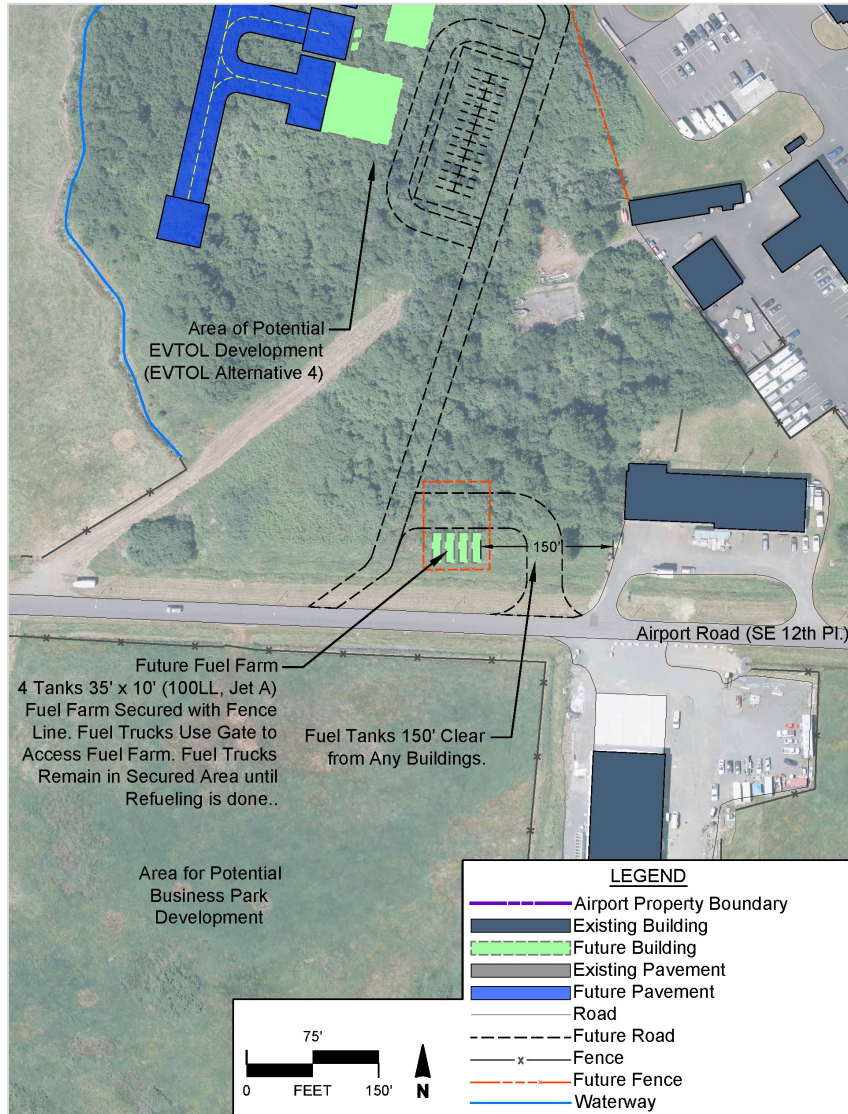 Area of Potential
EVTOL Development
(EVTOL Alternative 4)
150'
Airport Road (SE 12th Pl.)
Future Fuel Farm
4 Tanks 35' x 10' (100LL, Jet A)
Fuel Farm Secured with Fence
Line. Fuel Trucks Use Gate to
Access Fuel Farm. Fuel Trucks
Remain in Secured Area until
Refueling is done..
Fuel Tanks 150' Clear
from Any Buildings.
Area for Potential
Business Park
Development
LEGEND
Airport Property Boundary
Existing Building
Future Building
Existing Pavement
Future Pavement
Road
Future Road
Fence
Future Fence
Waterway
75'
0 FEET 150'
N